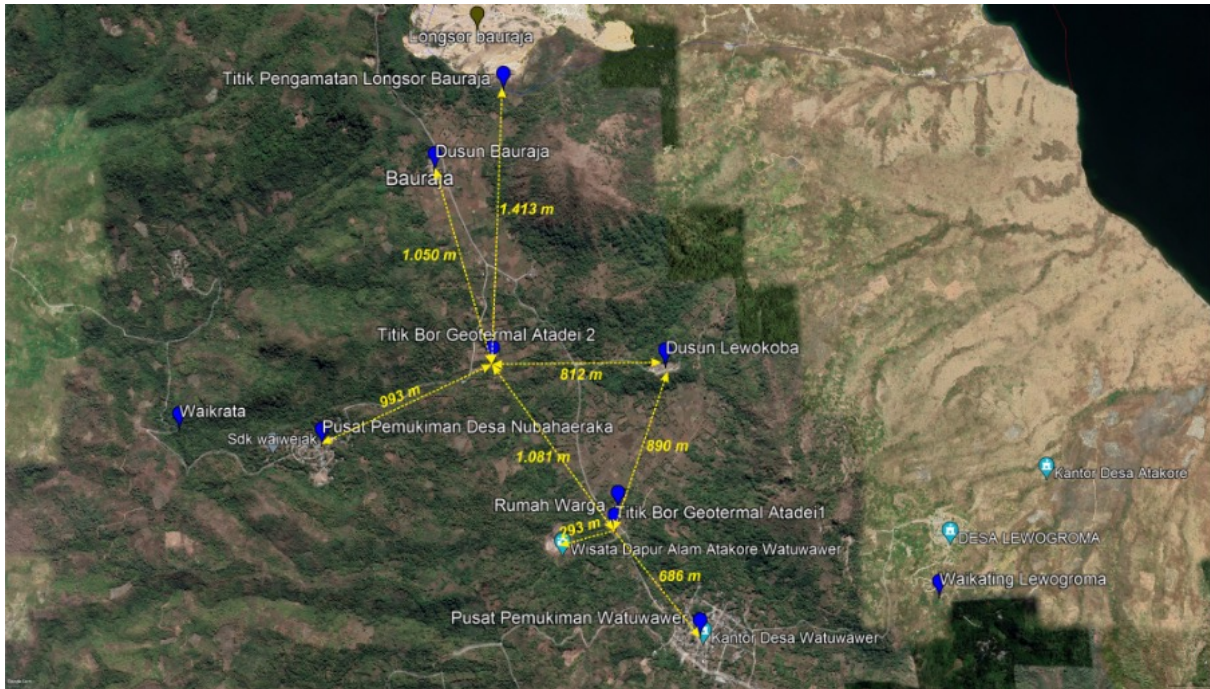 Longsor bauraja
Titik Pengamatan Longsor Bauraja
Dusun Bauraja
Bauraja
1.413 m
1.050 m
Titik Bor Geotermal Atadei 2
Dusun Lewokoba
812 m
993 m
Waikrata
Pusat Pemukiman Desa Nubahaeraka
Sdk waiwejak
890 m
1.081 m
Kantor Desa Atakore
Rumah Warga
Titik Bor Geotermal Atadei1
293 m
DESA LEWOGROMA
Wisata Dapur Alam Atakore Watuwawer
686 m
Waikating Lewogroma
Pusat Pemukiman Watuwawer
Kantor Desa Watuwawer